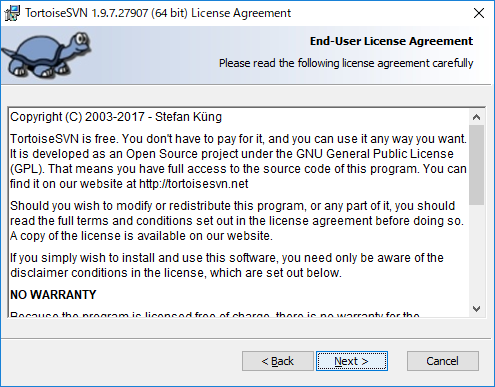 TortoiseSVN 1.9.7.27907 (64 bit) License Agreement
End-User License Agreement
Please read the following license agreement carefully
Copyright (C) 2003-2017 - Stefan Küng
TortoiseSVN is free. You don't have to pay for it, and you can use it any way you want.
It is developed as an Open Source project under the GNU General Public License
(GPL). That means you have full access to the source code of this program. You can
find it on our website at http://tortoisesvn.net
Should you wish to modify or redistribute this program, or any part of it, you should
read the full terms and conditions set out in the license agreement before doing so.
A copy of the license is available on our website.
If you simply wish to install and use this software, you need only be aware of the
disclaimer conditions in the license, which are set out below.
NO WARRANTY
Because the program is licensed free of charge, there is no warranty for the
< Back
Next >
Cancel